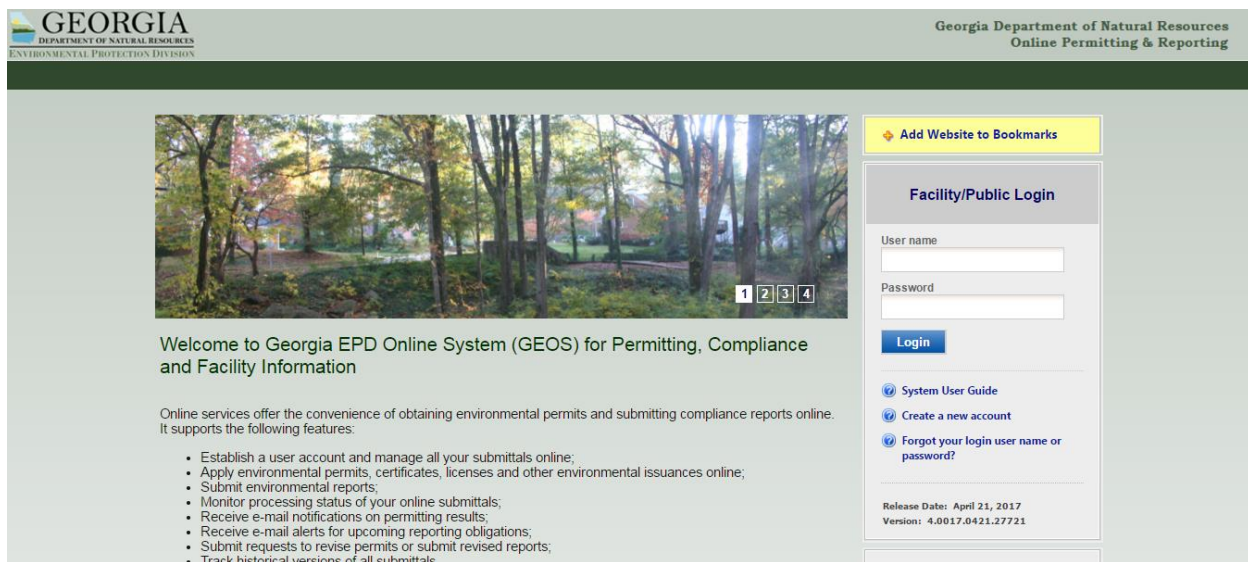 GEORGIA
DEPARTMENT OF NATURAL RESOURCES
ENVIRONMENTAL PROTECTION DIVISION
Georgia Department of Natural Resources
Online Permitting & Reporting
1 2 3 4
Welcome to Georgia EPD Online System (GEOS) for Permitting, Compliance
and Facility Information
Online services offer the convenience of obtaining environmental permits and submitting compliance reports online.
It supports the following features:
• Establish a user account and manage all your submittals online;
• Apply environmental permits, certificates, licenses and other environmental issuances online;
• Submit environmental reports;
• Monitor processing status of your online submittals;
• Receive e-mail notifications on permitting results;
• Receive e-mail alerts for upcoming reporting obligations;
• Submit requests to revise permits or submit revised reports;
• Track historical versions of all submittals
Add Website to Bookmarks
Facility/Public Login
User name
Password
Login
System User Guide
Create a new account
Forgot your login user name or
password?
Release Date: April 21, 2017
Version: 4.0017.0421.27721